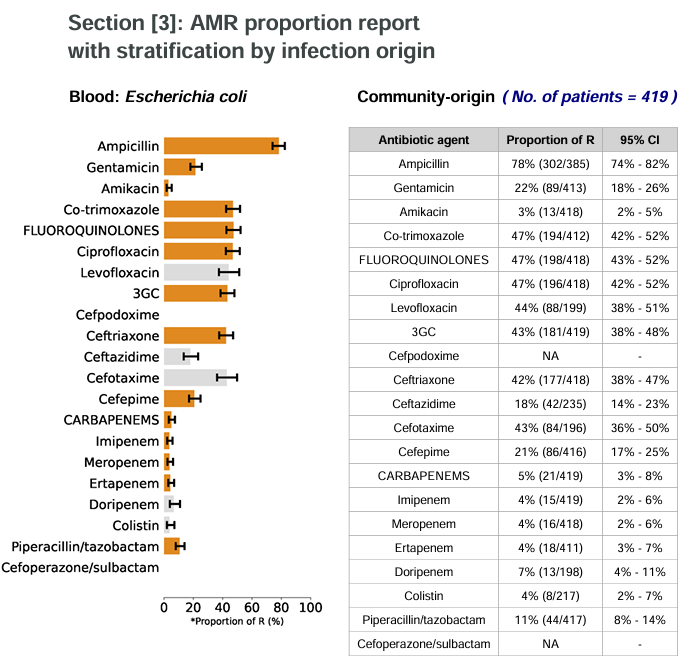 Section [3]: AMR proportion report
with stratification by infection origin
Blood: Escherichia coli
Ampicillin
Gentamicin
Amikacin
Co-trimoxazole
FLUOROQUINOLONES
Ciprofloxacin
Levofloxacin
3GC
Cefpodoxime
Ceftriaxone
Ceftazidime
Cefotaxime
Cefepime
CARBAPENEMS
Imipenem
Meropenem
Ertapenem
Doripenem
Colistin
Piperacillin/tazobactam
Cefoperazone/sulbactam
0 20 40 60 80 100
*Proportion of R (%)
Community-origin ( No. of patients = 419 )
Antibiotic agent Proportion of R 95% CI
Ampicillin 78% (302/385) 74% - 82%
Gentamicin 22% (89/413) 18% - 26%
Amikacin 3% (13/418) 2% - 5%
Co-trimoxazole 47% (194/412) 42% - 52%
FLUOROQUINOLONES 47% (198/418) 43% - 52%
Ciprofloxacin 47% (196/418) 42% - 52%
Levofloxacin 44% (88/199) 38% - 51%
3GC 43% (181/419) 38% - 48%
Cefpodoxime NA -
Ceftriaxone 42% (177/418) 38% - 47%
Ceftazidime 18% (42/235) 14% - 23%
Cefotaxime 43% (84/196) 36% - 50%
Cefepime 21% (86/416) 17% - 25%
CARBAPENEMS 5% (21/419) 3% - 8%
Imipenem 4% (15/419) 2% - 6%
Meropenem 4% (16/418) 2% - 6%
Ertapenem 4% (18/411) 3% - 7%
Doripenem 7% (13/198) 4% - 11%
Colistin 4% (8/217) 2% - 7%
Piperacillin/tazobactam 11% (44/417) 8% - 14%
Cefoperazone/sulbactam NA -